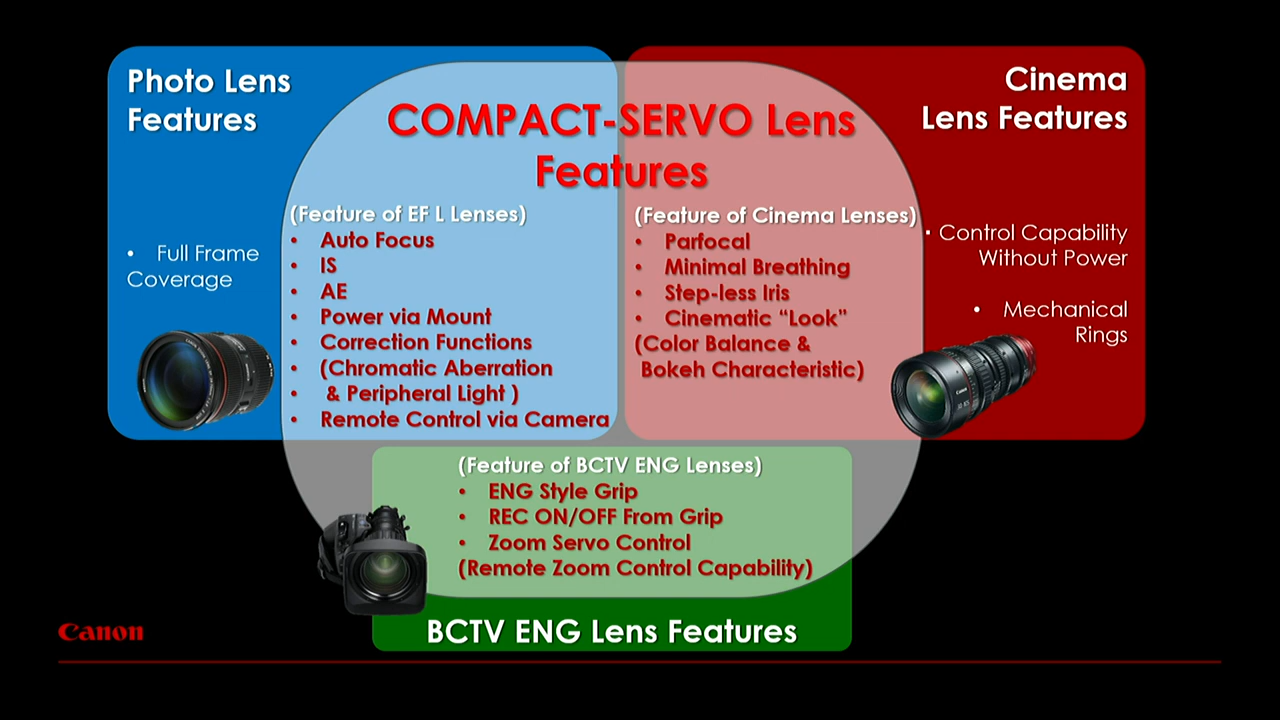 Photo Lens
Features
Cinema
Lens Features
COMPACT-SERVO Lens
Features
• Full Frame
Coverage
(Feature of EF L Lenses)
• Auto Focus
• IS
• AE
• Power via Mount
• Correction Functions
• (Chromatic Aberration
• & Peripheral Light )
• Remote Control via Camera
(Feature of Cinema Lenses)
• Parfocal
• Minimal Breathing
• Step-less Iris
• Cinematic “Look”
(Color Balance &
Bokeh Characteristic)
• Control Capability
Without Power
• Mechanical
Rings
(Feature of BCTV ENG Lenses)
• ENG Style Grip
• REC ON/OFF From Grip
• Zoom Servo Control
(Remote Zoom Control Capability)
BCTV ENG Lens Features
Canon